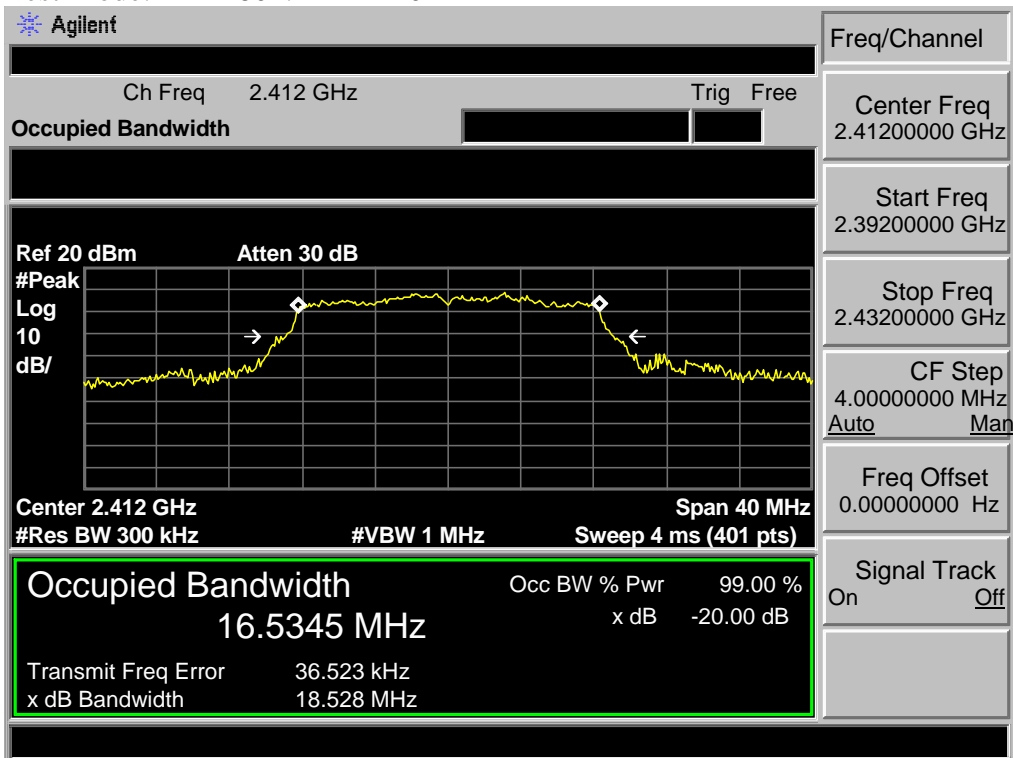 Agilent
Freq/Channel
Ch Freq 2.412 GHz Trig Free
Occupied Bandwidth
Center Freq
2.41200000 GHz
Start Freq
2.39200000 GHz
Stop Freq
2.43200000 GHz
CF Step
4.00000000 MHz
Auto Man
Freq Offset
0.00000000 Hz
Signal Track
On Off
Ref 20 dBm Atten 30 dB
#Peak
Log
10
dB/
Center 2.412 GHz Span 40 MHz
#Res BW 300 kHz #VBW 1 MHz Sweep 4 ms (401 pts)
Occupied Bandwidth Occ BW % Pwr 99.00 %
16.5345 MHz x dB -20.00 dB
Transmit Freq Error 36.523 kHz
x dB Bandwidth 18.528 MHz